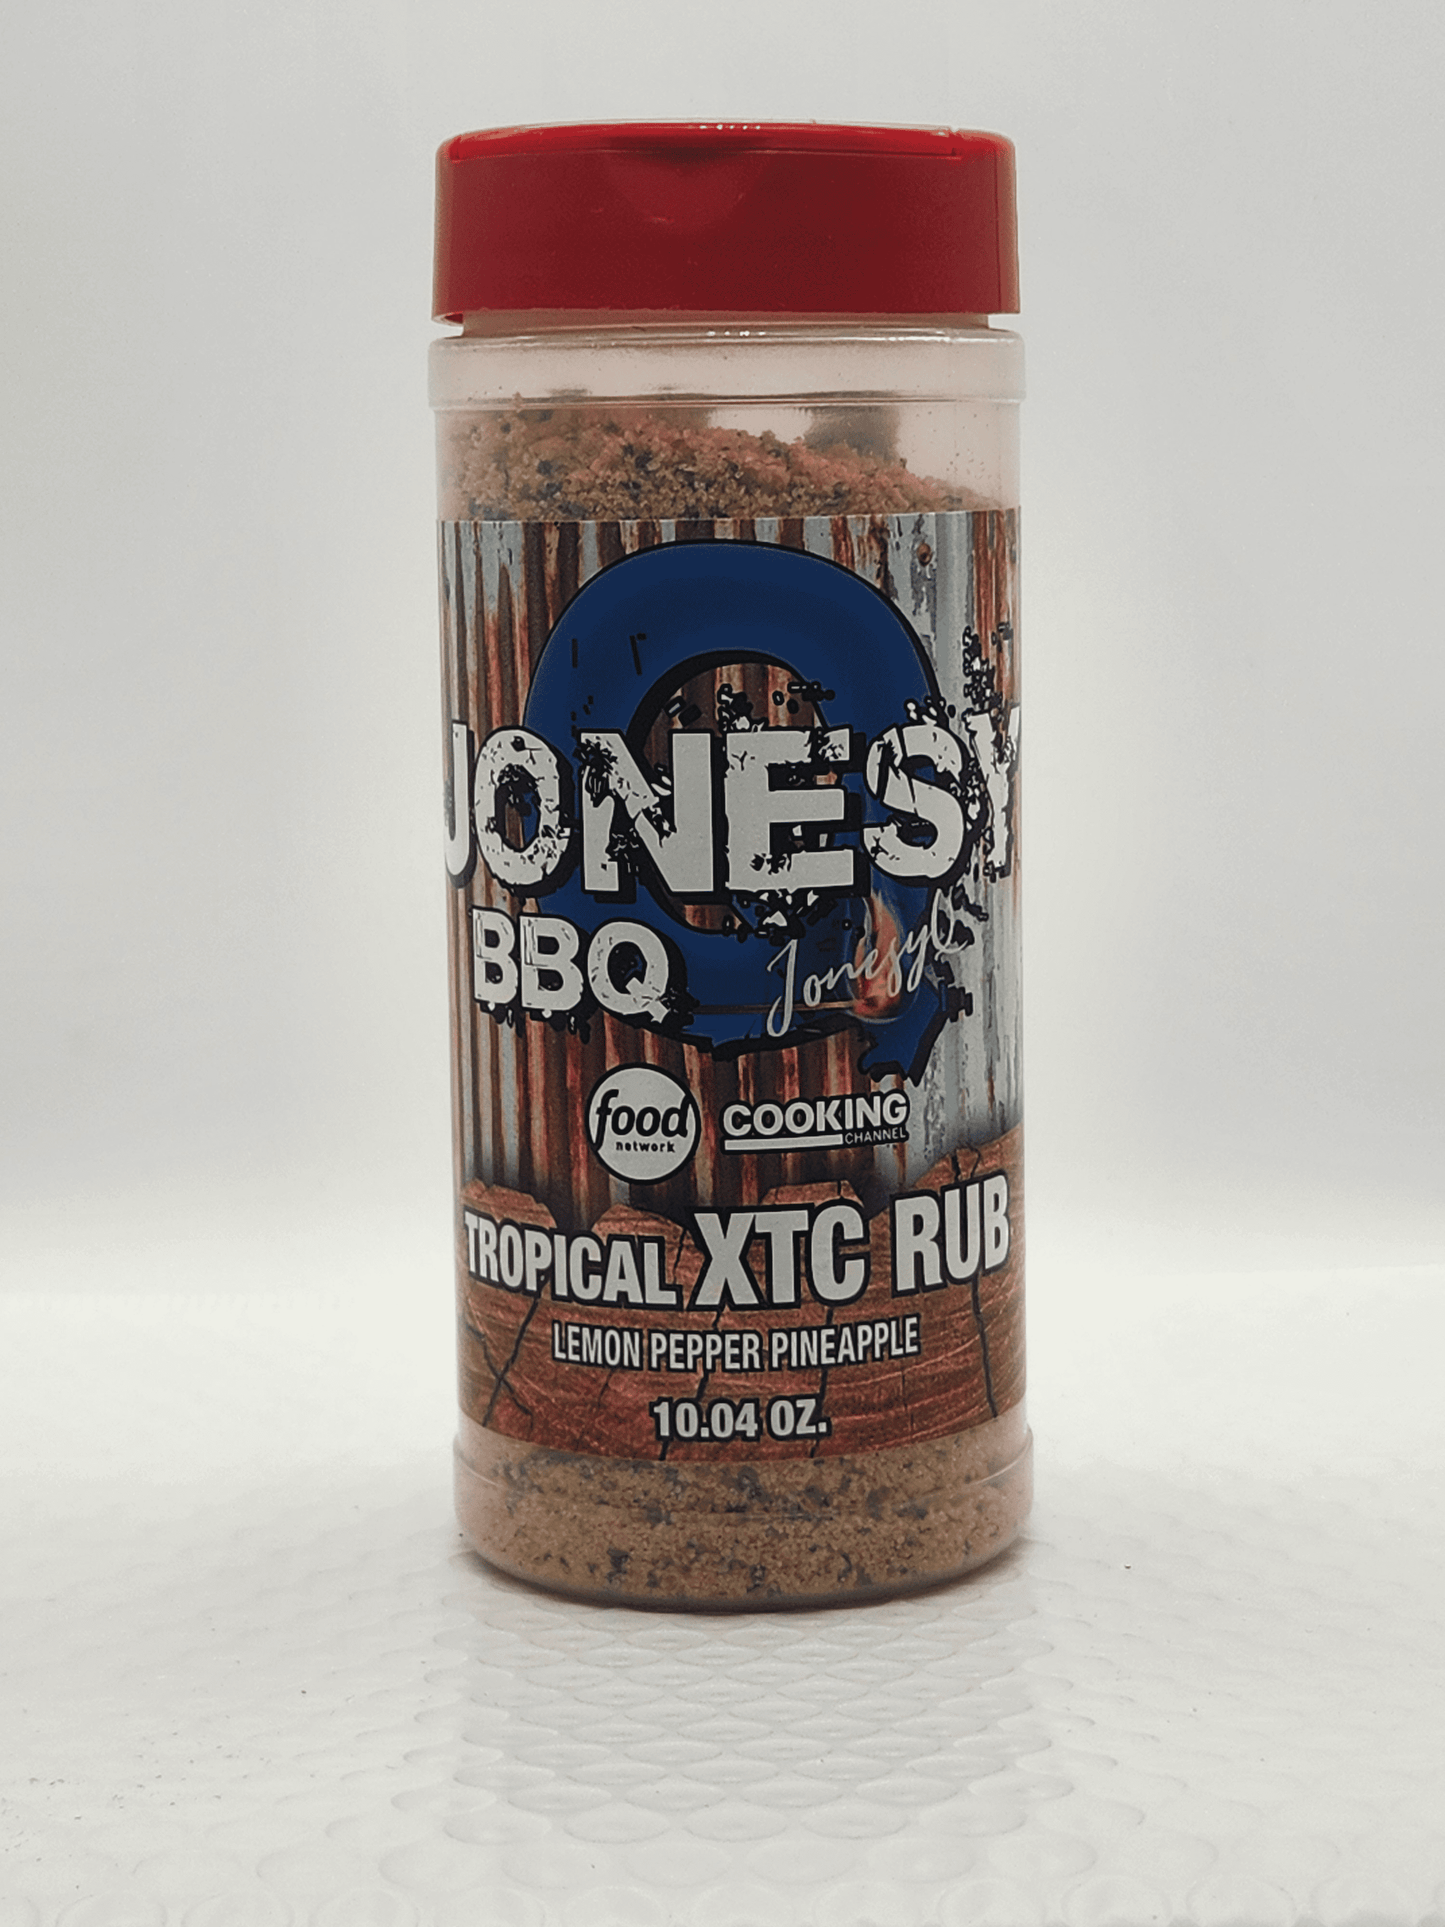 JONESY
BBQ
JonesyQ
food
network
COOKING
CHANNEL
TROPICAL XTC RUB
LEMON PEPPER PINEAPPLE
10.04 OZ.